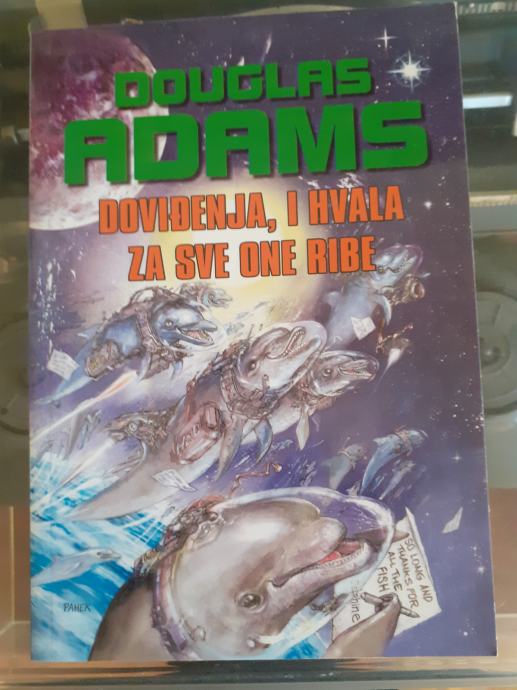 DOUGLAS
ADAMS
DOVIĐENJA, I HVALA
ZA SVE ONE RIBE
SO LONG AND
THANKS FOR
ALL THE
FISH
PAHEK